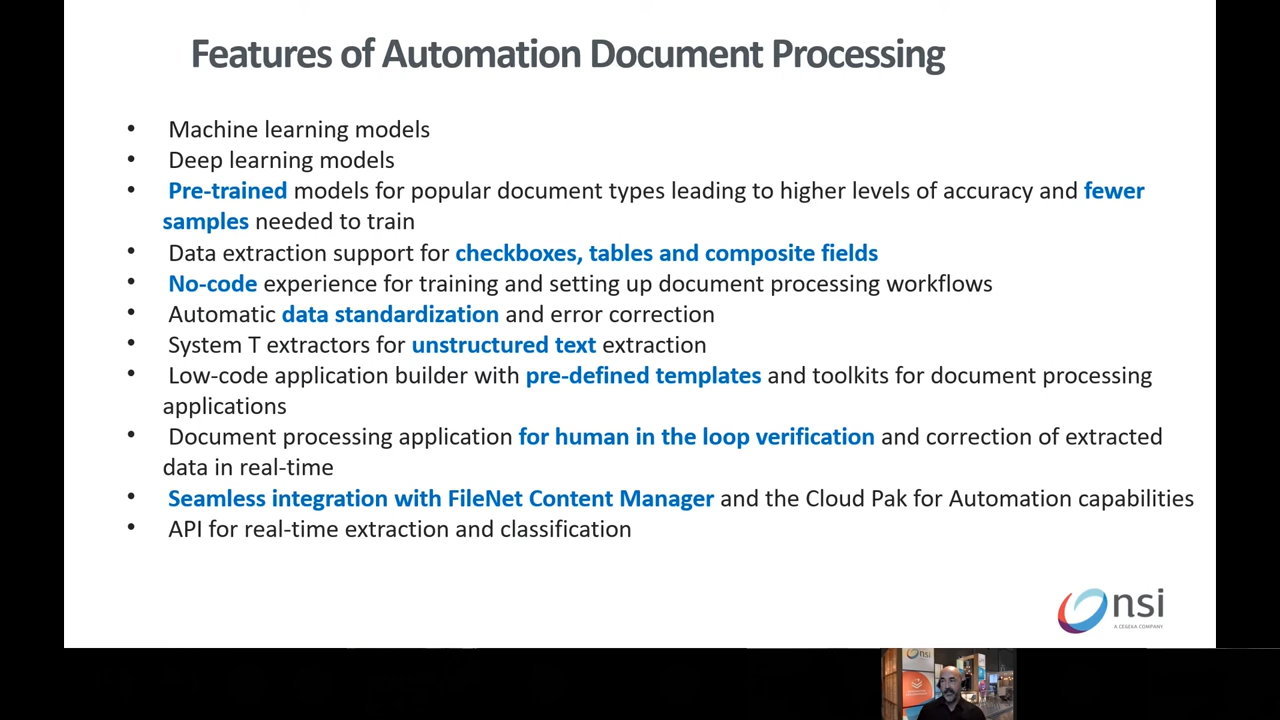 Features of Automation Document Processing
• Machine learning models
• Deep learning models
• Pre-trained models for popular document types leading to higher levels of accuracy and fewer
samples needed to train
• Data extraction support for checkboxes, tables and composite fields
• No-code experience for training and setting up document processing workflows
• Automatic data standardization and error correction
• System T extractors for unstructured text extraction
• Low-code application builder with pre-defined templates and toolkits for document processing
applications
• Document processing application for human in the loop verification and correction of extracted
data in real-time
• Seamless integration with FileNet Content Manager and the Cloud Pak for Automation capabilities
• API for real-time extraction and classification
nsi
A CEGEKA COMPANY
nsi